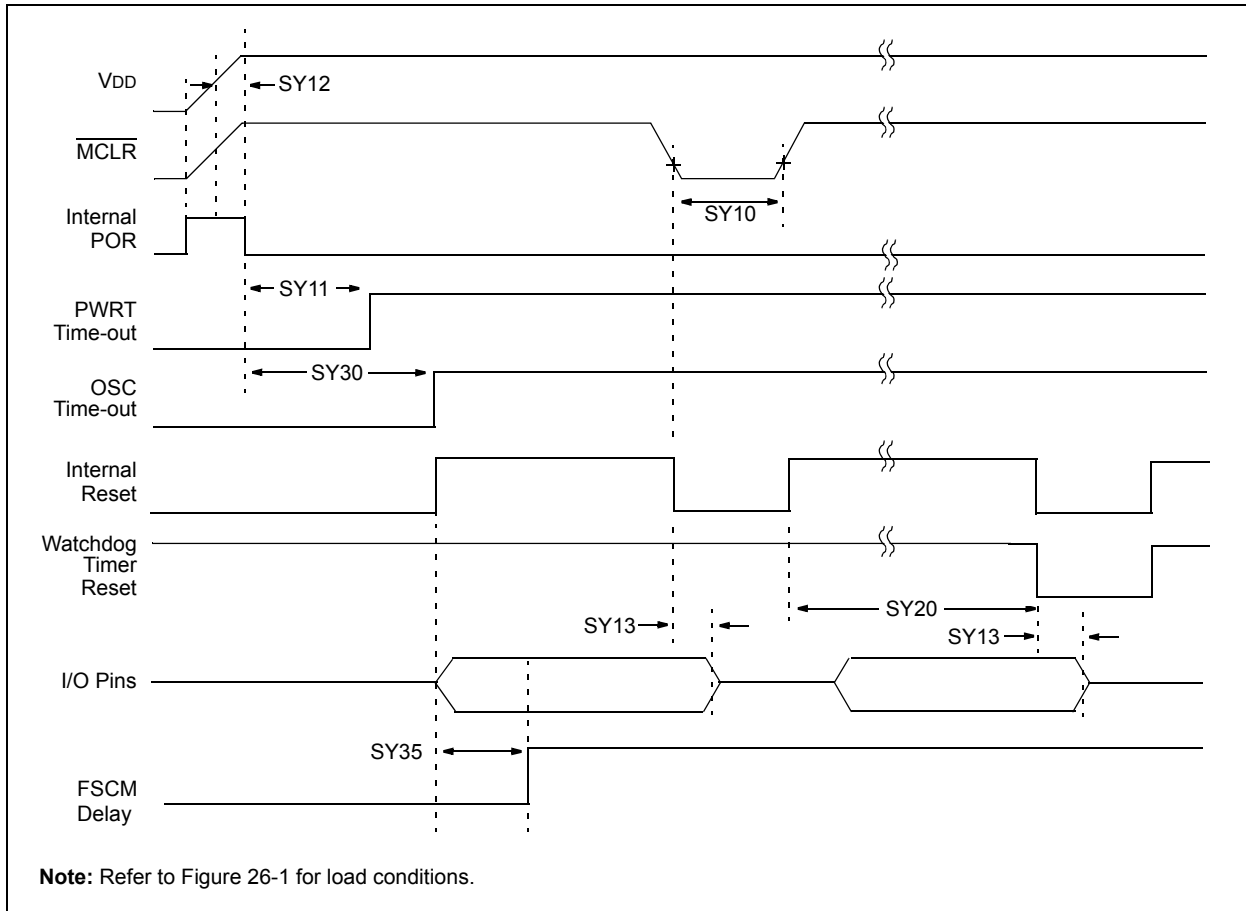 VDD
SY12
MCLR
SY10
Internal
POR
SY11
PWRT
Time-out
SY30
OSC
Time-out
Internal
Reset
Watchdog
Timer
Reset
SY20
SY13
SY13
I/O Pins
SY35
FSCM
Delay
Note: Refer to Figure 26-1 for load conditions.